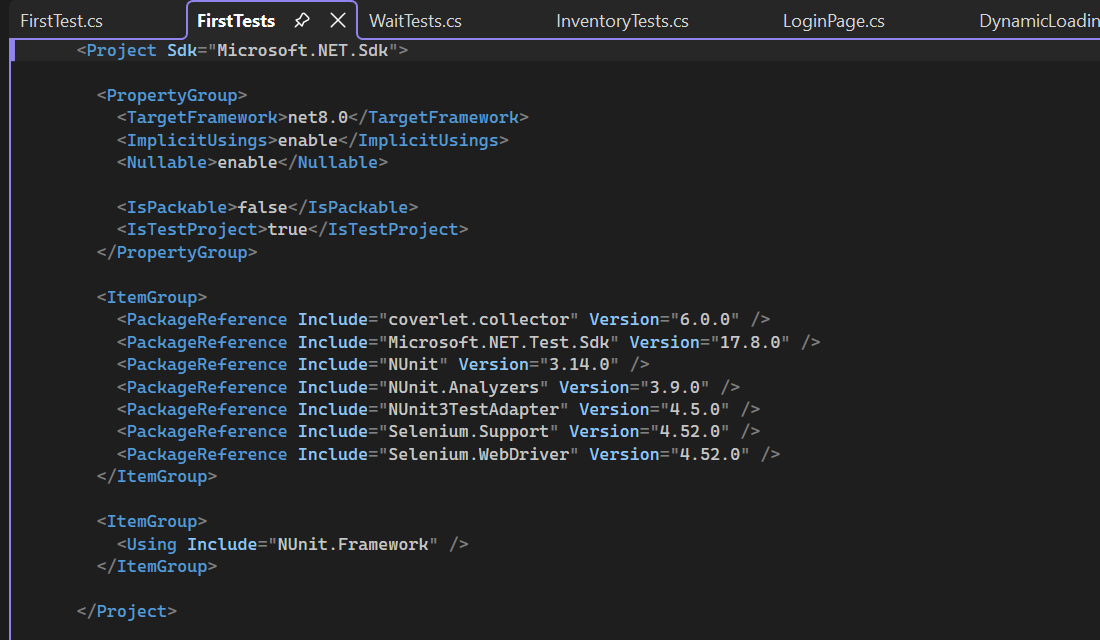 FirstTest.cs FirstTests WaitTests.cs InventoryTests.cs LoginPage.cs DynamicLoadin
<Project Sdk="Microsoft.NET.Sdk">
<PropertyGroup>
<TargetFramework>net8.0</TargetFramework>
<ImplicitUsings>enable</ImplicitUsings>
<Nullable>enable</Nullable>
<IsPackable>false</IsPackable>
<IsTestProject>true</IsTestProject>
</PropertyGroup>
<ItemGroup>
<PackageReference Include="coverlet.collector" Version="6.0.0" />
<PackageReference Include="Microsoft.NET.Test.Sdk" Version="17.8.0" />
<PackageReference Include="NUnit" Version="3.14.0" />
<PackageReference Include="NUnit.Analyzers" Version="3.9.0" />
<PackageReference Include="NUnit3TestAdapter" Version="4.5.0" />
<PackageReference Include="Selenium.Support" Version="4.52.0" />
<PackageReference Include="Selenium.WebDriver" Version="4.52.0" />
</ItemGroup>
<ItemGroup>
<Using Include="NUnit.Framework" />
</ItemGroup>
</Project>